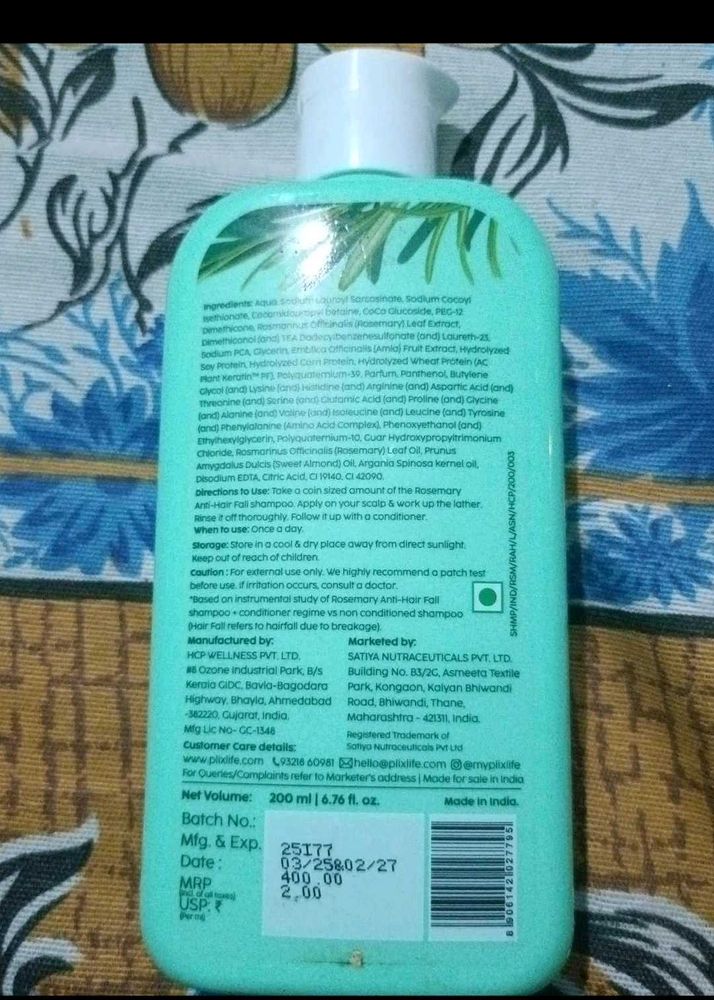 Ingredients: Aqua, Sodium Lauroyl Sarcosinate, Sodium Cocoyl
Isethionate, Cocamidopropyl betaine, CoCo Glucoside, PEG-12
Dimethicone, Rosmarinus Officinalis (Rosemary) Leaf Extract,
Dimethiconol (and) TEA Dodecylbenzenesulfonate (and) Laureth-23,
Sodium PCA, Glycerin, Emblica Officinalis (Amla) Fruit Extract, Hydrolyzed
Soy Protein, Hydrolyzed Corn Protein, Hydrolyzed Wheat Protein (AC
Plant Keratin™ PF), Polyquaternium-39, Parfum, Panthenol, Butylene
Glycol (and) Lysine (and) Histidine (and) Arginine (and) Aspartic Acid (and)
Threonine (and) Serine (and) Glutamic Acid (and) Proline (and) Glycine
(and) Alanine (and) Valine (and) Isoleucine (and) Leucine (and) Tyrosine
(and) Phenylalanine (Amino Acid Complex), Phenoxyethanol (and)
Ethylhexylglycerin, Polyquaternium-10, Guar Hydroxypropyltrimonium
Chloride, Rosmarinus Officinalis (Rosemary) Leaf Oil, Prunus
Amygdalus Dulcis (Sweet Almond) Oil, Argania Spinosa kernel oil,
Disodium EDTA, Citric Acid, CI 19140, CI 42090.
Directions to Use: Take a coin sized amount of the Rosemary
Anti-Hair Fall shampoo. Apply on your scalp & work up the lather.
Rinse it off thoroughly. Follow it up with a conditioner.
When to use: Once a day.
Storage: Store in a cool & dry place away from direct sunlight.
Keep out of reach of children.
Caution : For external use only. We highly recommend a patch test
before use. If irritation occurs, consult a doctor.
*Based on instrumental study of Rosemary Anti-Hair Fall
shampoo + conditioner regime vs non conditioned shampoo
(Hair Fall refers to hairfall due to breakage).
SHMP/IND/RSM/RAH/L/ASN/HCP/200/003
Manufactured by:
HCP WELLNESS PVT. LTD.
#8 Ozone Industrial Park, B/s
Kerala GIDC, Bavla-Bagodara
Highway, Bhayla, Ahmedabad
-382220, Gujarat, India.
Mfg Lic No- GC-1348
Marketed by:
SATIYA NUTRACEUTICALS PVT. LTD.
Building No. B3/2G, Asmeeta Textile
Park, Kongaon, Kalyan Bhiwandi
Road, Bhiwandi, Thane,
Maharashtra - 421311, India.
Registered Trademark of
Satiya Nutraceuticals Pvt Ltd
Customer Care details:
www.plixlife.com 93218 60981 hello@plixlife.com @myplixlife
For Queries/Complaints refer to Marketer's address | Made for sale in India
Net Volume: 200 ml | 6.76 fl. oz. Made in India.
Batch No.: 25I77
Mfg. & Exp.
Date : 03/25&02/27
MRP 400.00
(Incl. of all taxes)
USP: ₹ 2.00
(Per ml)
8 906142 027795